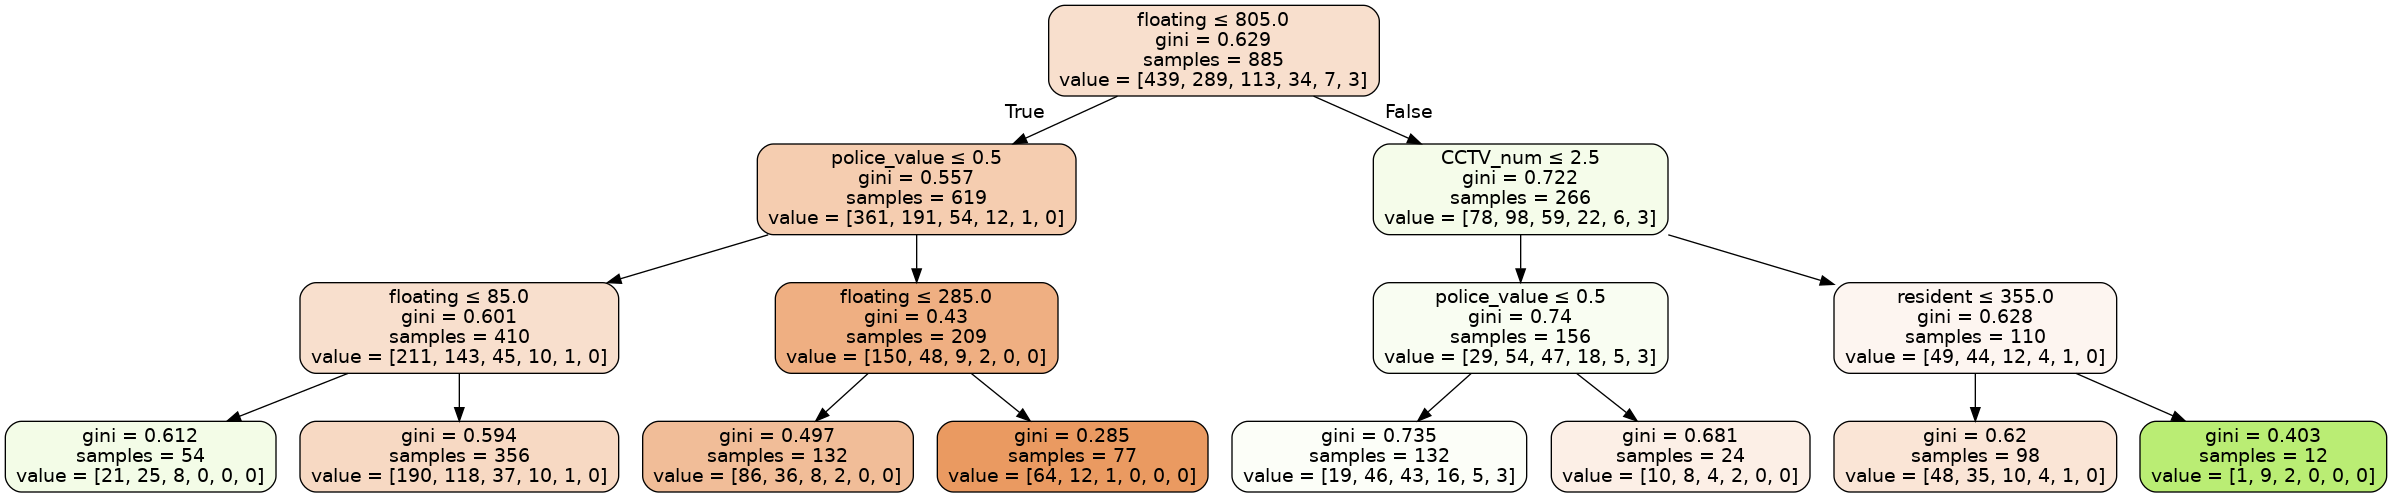 floating ≤ 805.0
gini = 0.629
samples = 885
value = [439, 289, 113, 34, 7, 3]
True
False
police_value ≤ 0.5
gini = 0.557
samples = 619
value = [361, 191, 54, 12, 1, 0]
CCTV_num ≤ 2.5
gini = 0.722
samples = 266
value = [78, 98, 59, 22, 6, 3]
floating ≤ 85.0
gini = 0.601
samples = 410
value = [211, 143, 45, 10, 1, 0]
floating ≤ 285.0
gini = 0.43
samples = 209
value = [150, 48, 9, 2, 0, 0]
police_value ≤ 0.5
gini = 0.74
samples = 156
value = [29, 54, 47, 18, 5, 3]
resident ≤ 355.0
gini = 0.628
samples = 110
value = [49, 44, 12, 4, 1, 0]
gini = 0.612
samples = 54
value = [21, 25, 8, 0, 0, 0]
gini = 0.594
samples = 356
value = [190, 118, 37, 10, 1, 0]
gini = 0.497
samples = 132
value = [86, 36, 8, 2, 0, 0]
gini = 0.285
samples = 77
value = [64, 12, 1, 0, 0, 0]
gini = 0.735
samples = 132
value = [19, 46, 43, 16, 5, 3]
gini = 0.681
samples = 24
value = [10, 8, 4, 2, 0, 0]
gini = 0.62
samples = 98
value = [48, 35, 10, 4, 1, 0]
gini = 0.403
samples = 12
value = [1, 9, 2, 0, 0, 0]